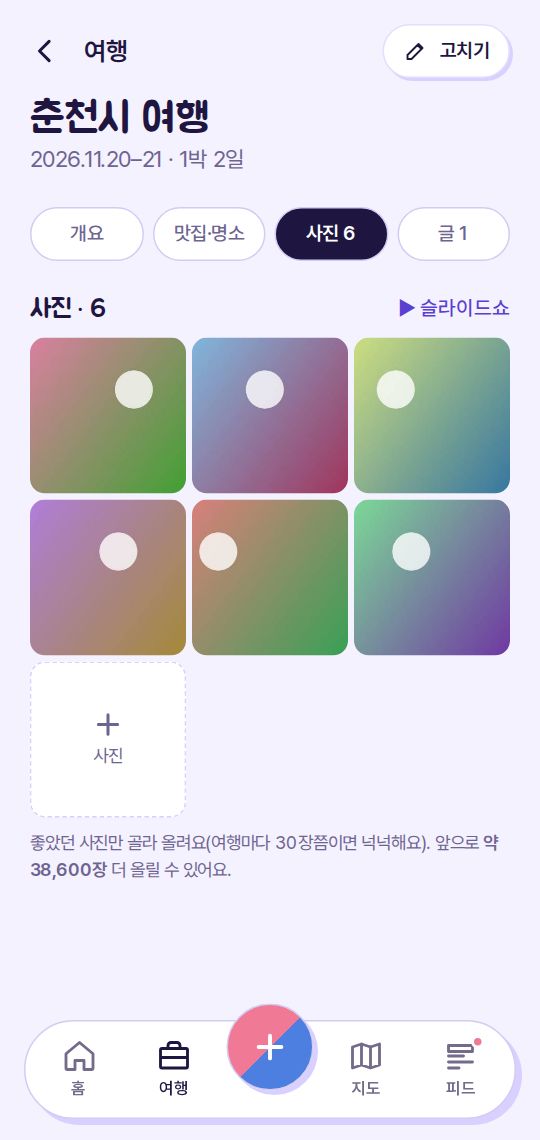 여행
고치기
춘천시 여행
2026.11.20–21 · 1박 2일
개요
맛집·명소
사진 6
글 1
사진 · 6
▶ 슬라이드쇼
사진
좋았던 사진만 골라 올려요(여행마다 30장쯤이면 넉넉해요). 앞으로 약
38,600장 더 올릴 수 있어요.
홈
여행
지도
피드